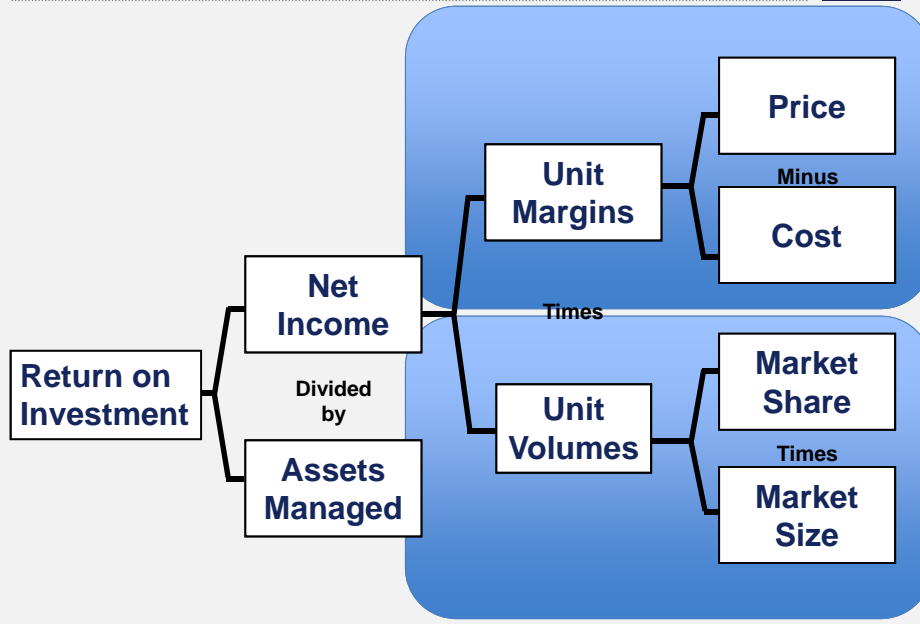 Price
Minus
Cost
Unit
Margins
Net
Income
Times
Return on
Investment
Divided
by
Assets
Managed
Unit
Volumes
Market
Share
Times
Market
Size